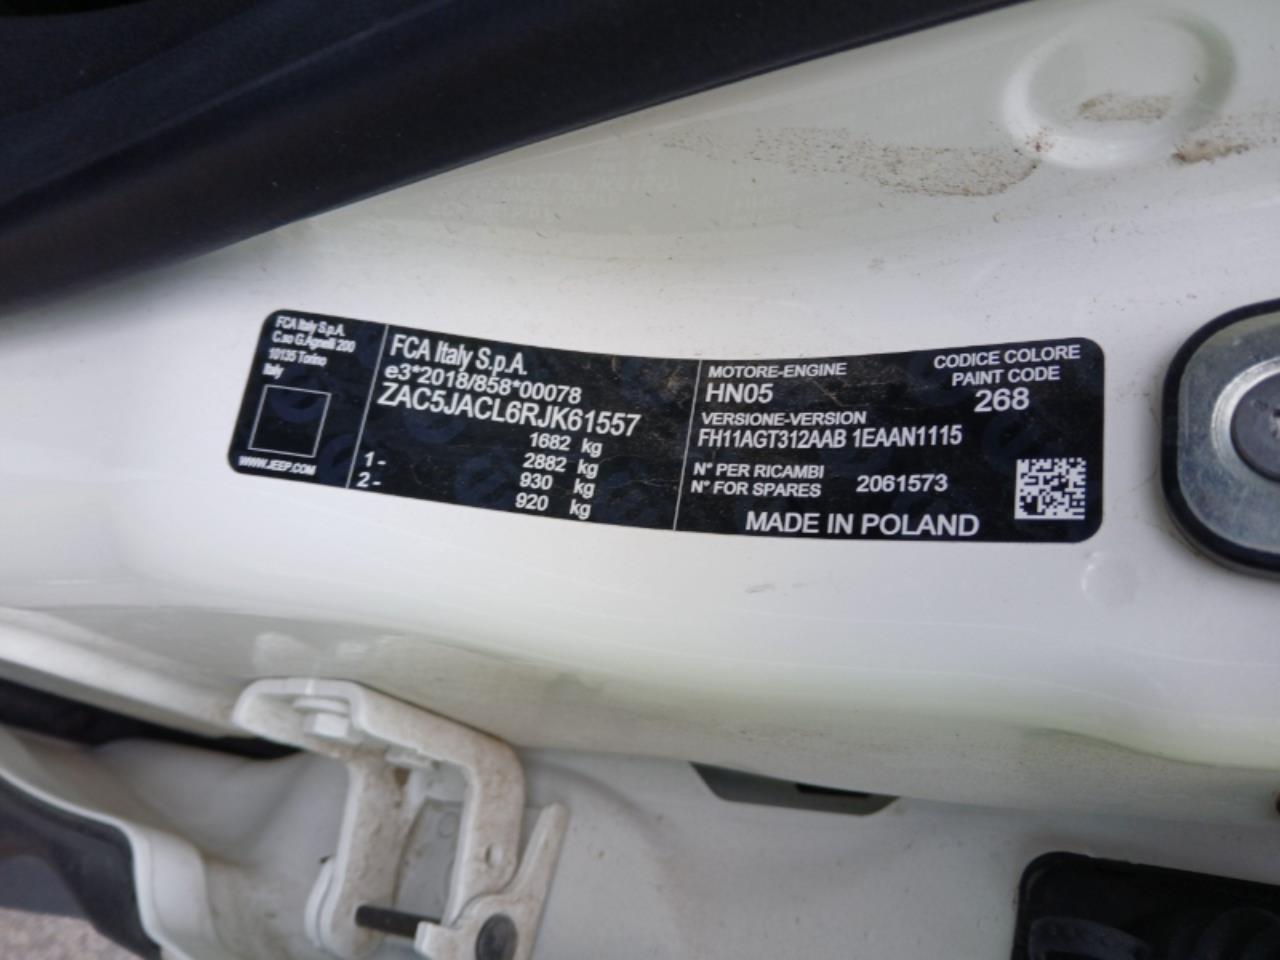 FCA Italy S.p.A.
C.so G.Agnelli 200
10135 Torino
Italy
WWW.JEEP.COM
FCA Italy S.p.A.
e3*2018/858*00078
ZAC5JACL6RJK61557
1682 kg
1- 2882 kg
2- 930 kg
920 kg
MOTORE-ENGINE
HN05
VERSIONE-VERSION
FH11AGT312AAB 1EAAN1115
N° PER RICAMBI
N° FOR SPARES 2061573
MADE IN POLAND
CODICE COLORE
PAINT CODE
268